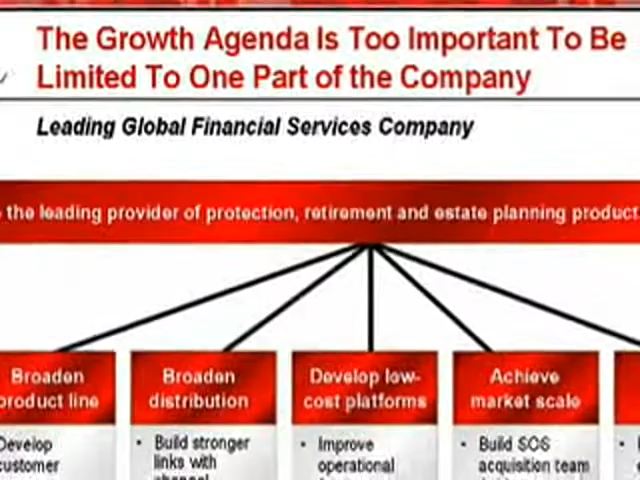 The Growth Agenda Is Too Important To Be
Limited To One Part of the Company
Leading Global Financial Services Company
the leading provider of protection, retirement and estate planning product
Broaden
product line
Broaden
distribution
Develop low-
cost platforms
Achieve
market scale
Develop
customer
• Build stronger
links with
channel
• Improve
operational
• Build SOS
acquisition team